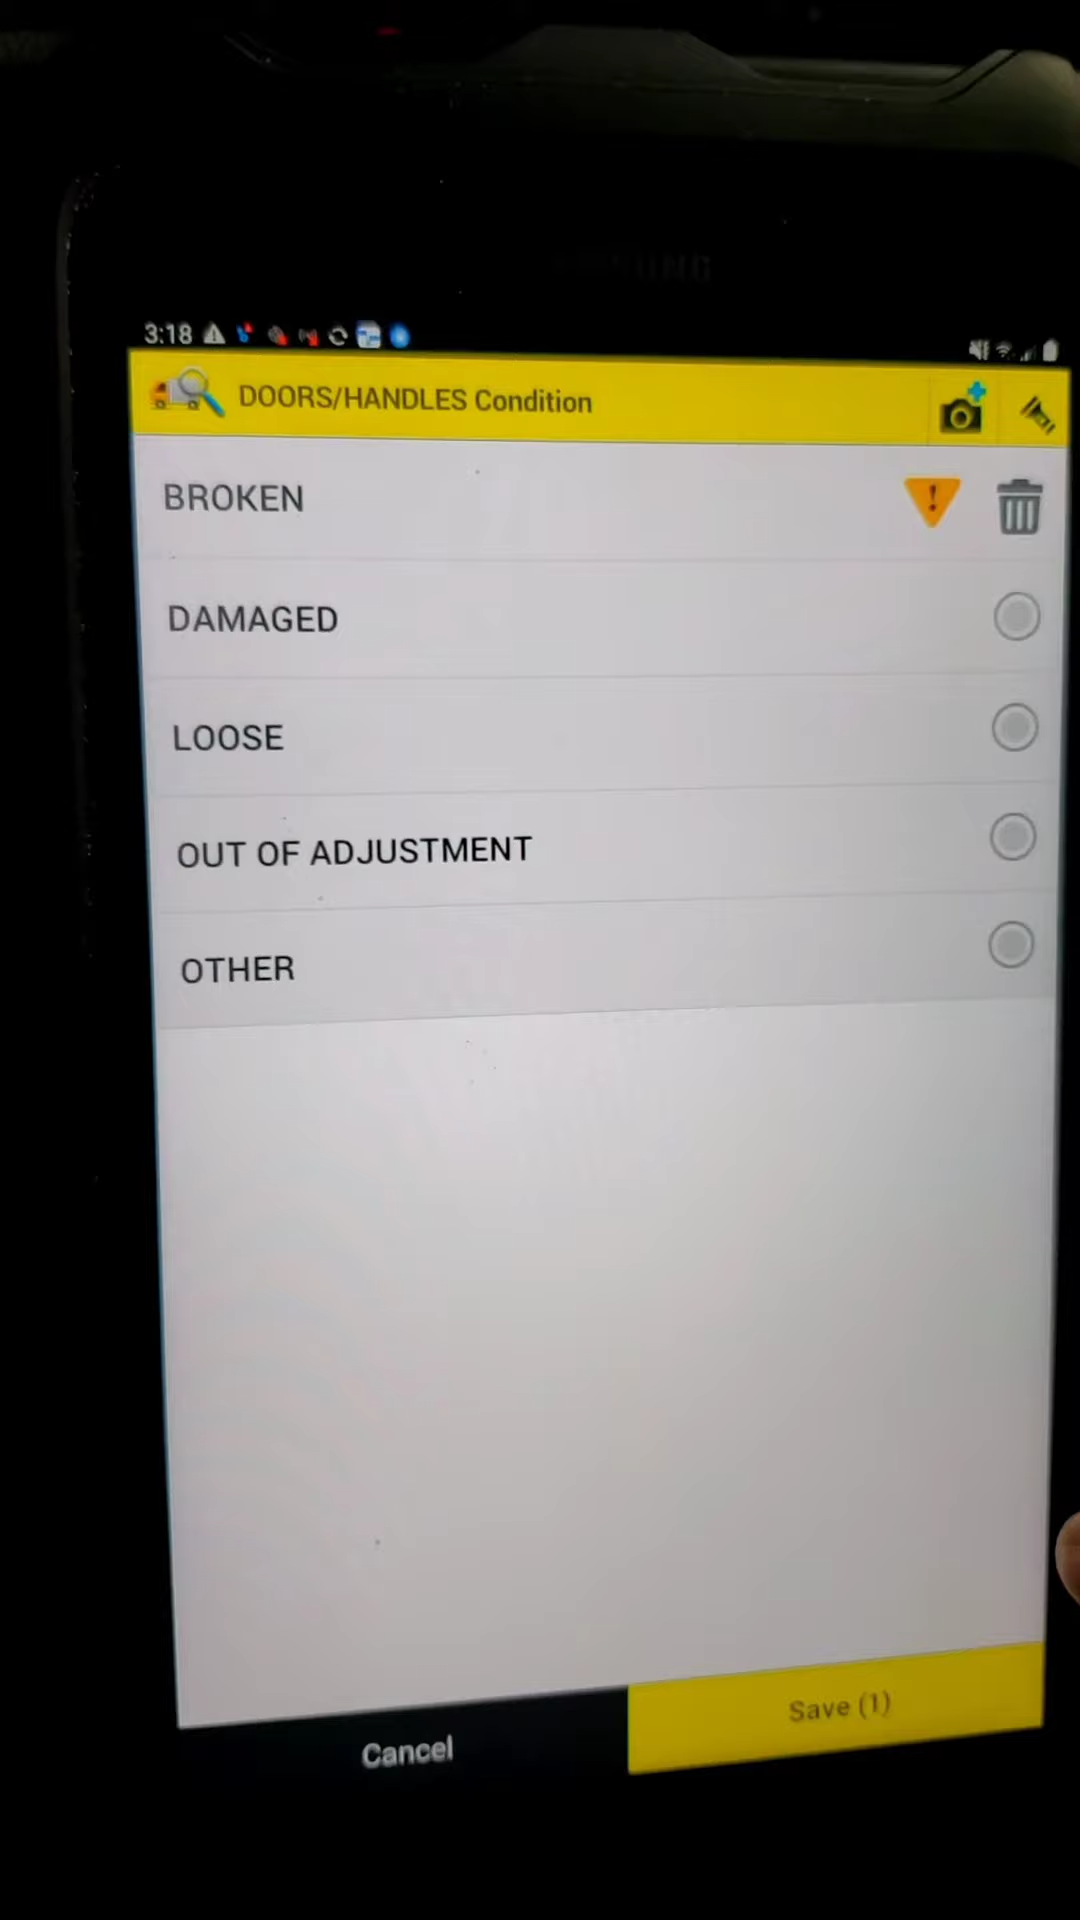 3:18
DOORS/HANDLES Condition
BROKEN
DAMAGED
LOOSE
OUT OF ADJUSTMENT
OTHER
Cancel
Save (1)